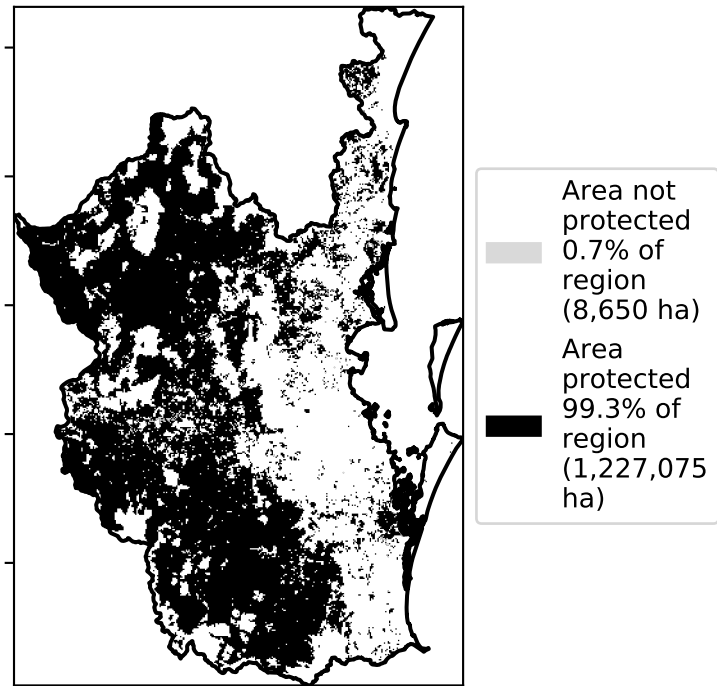 Area not
protected
0.7% of
region
(8,650 ha)
Area
protected
99.3% of
region
(1,227,075
ha)